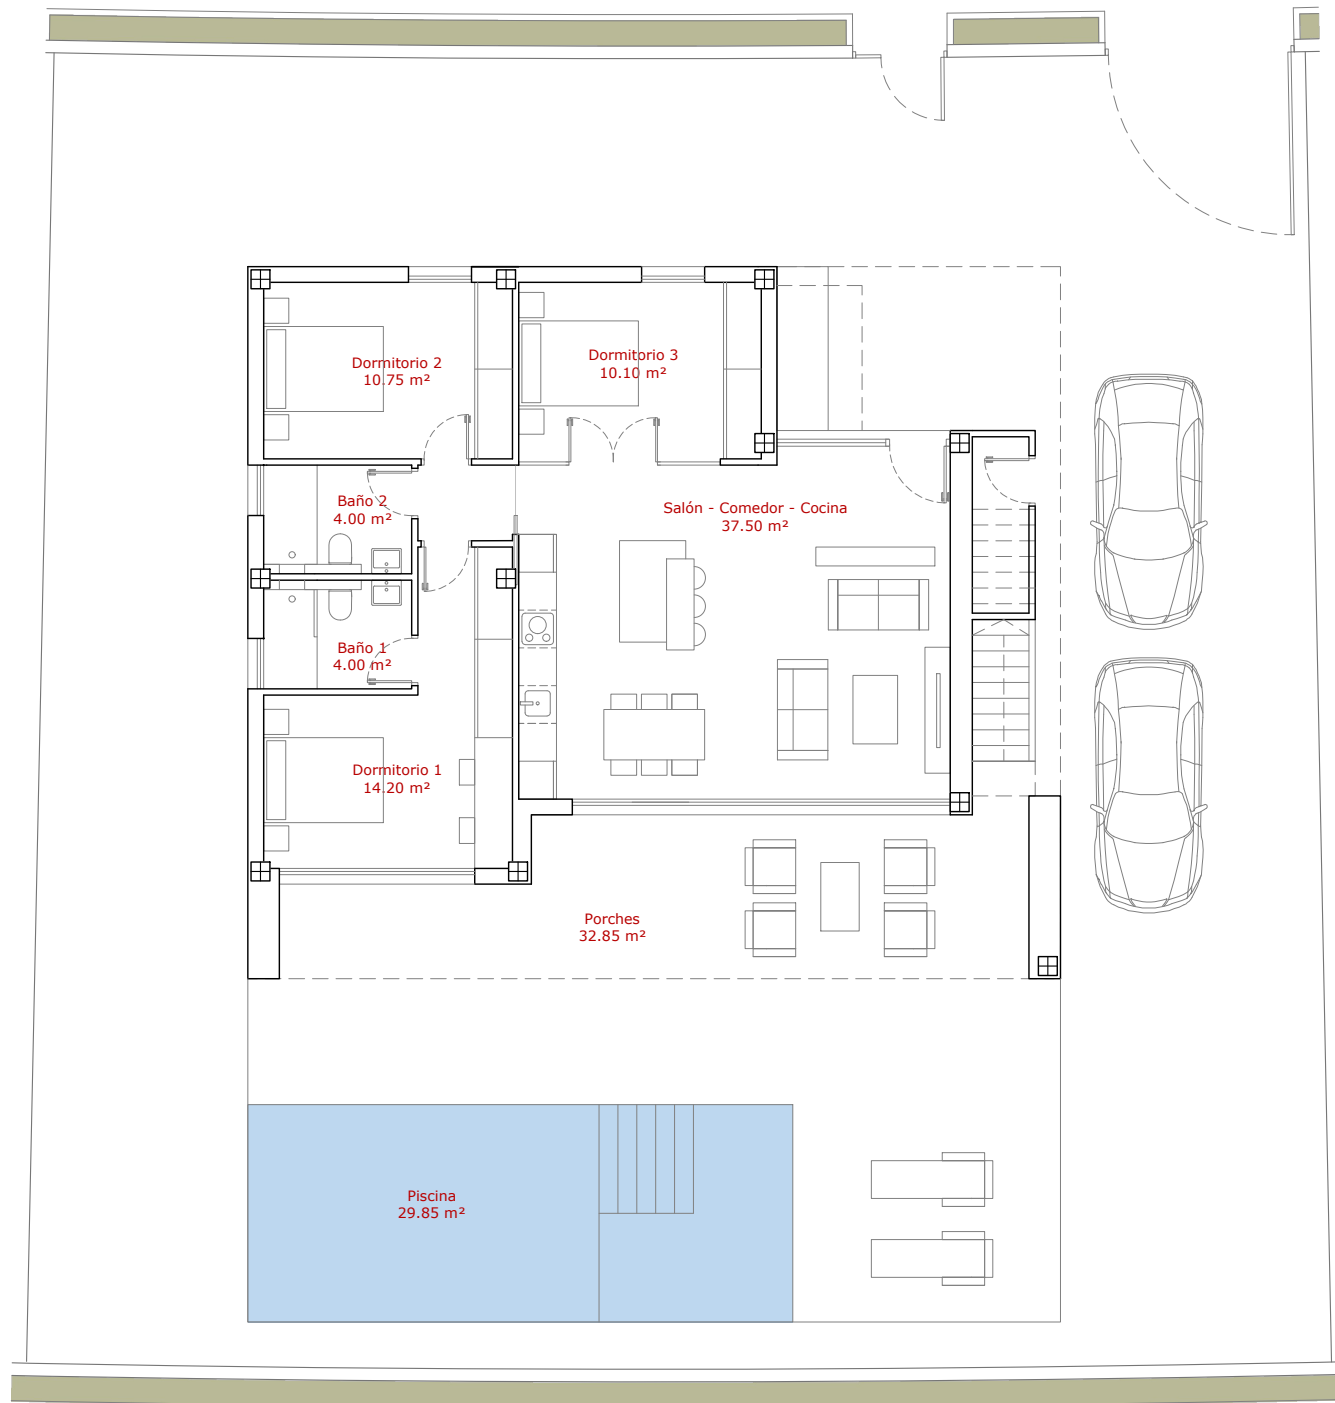 Dormitorio 2
10.75 m²
Dormitorio 3
10.10 m²
Baño 2
4.00 m²
Salón - Comedor - Cocina
37.50 m²
Baño 1
4.00 m²
Dormitorio 1
14.20 m²
Porches
32.85 m²
Piscina
29.85 m²